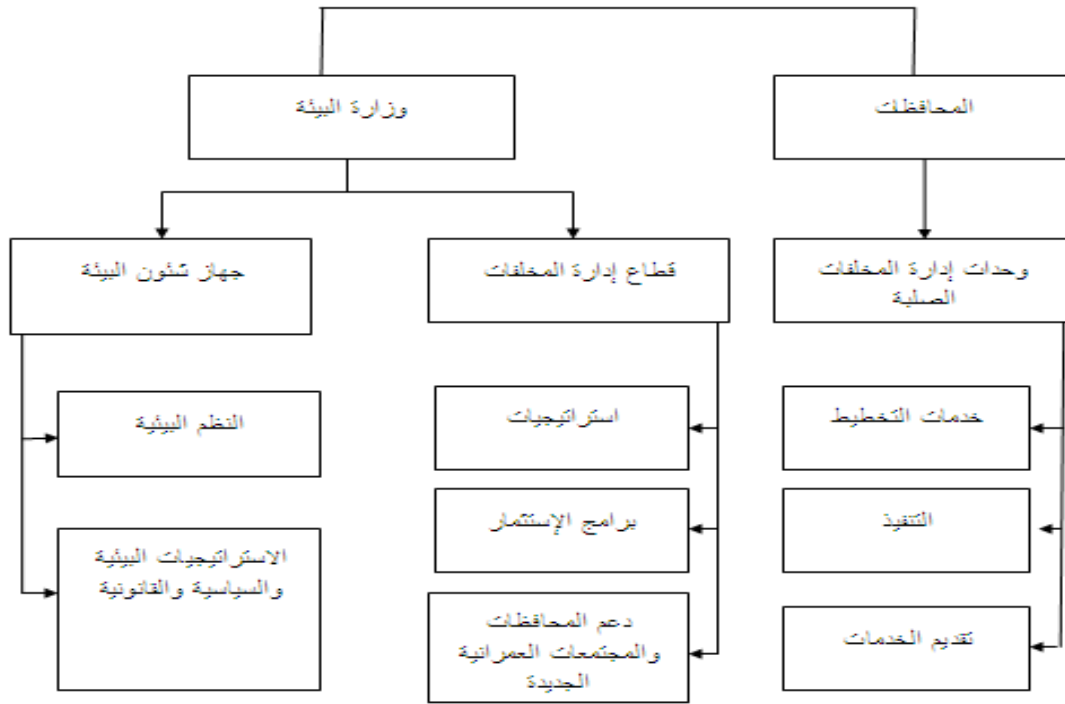 المحافظات
وزارة البيئة
وحدات إدارة المخلفات
الصلبة
قطاع إدارة المخلفات
جهاز شئون البيئة
خدمات التخطيط
استراتيجيات
النظم البيئية
التنفيذ
برامج الإستثمار
الاستراتيجيات البيئية
والسياسية والقانونية
تقديم الخدمات
دعم المحافظات
والمجتمعات العمرانية
الجديدة